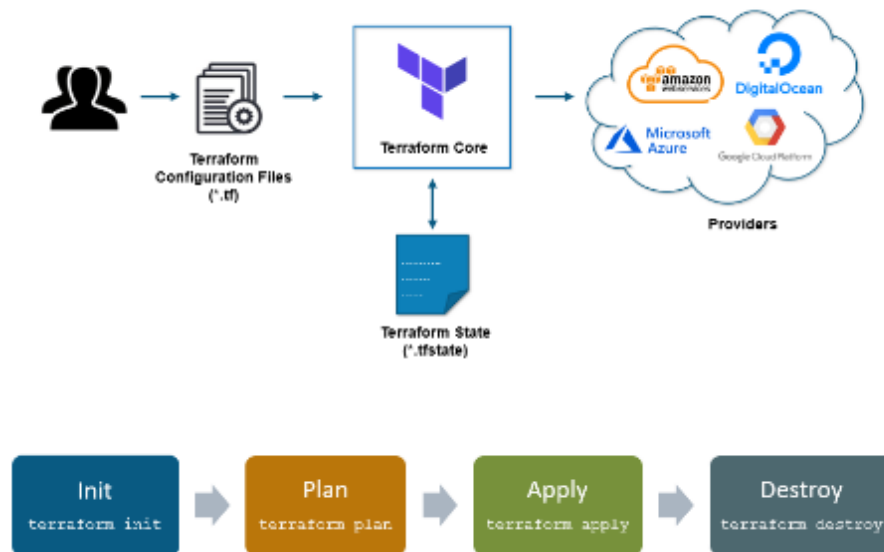 amazon
webservices
DigitalOcean
Microsoft
Azure
Google Cloud Platform
Terraform
Configuration Files
(*.tf)
Terraform Core
Providers
Terraform State
(*.tfstate)
Init
terraform init
Plan
terraform plan
Apply
terraform apply
Destroy
terraform destroy